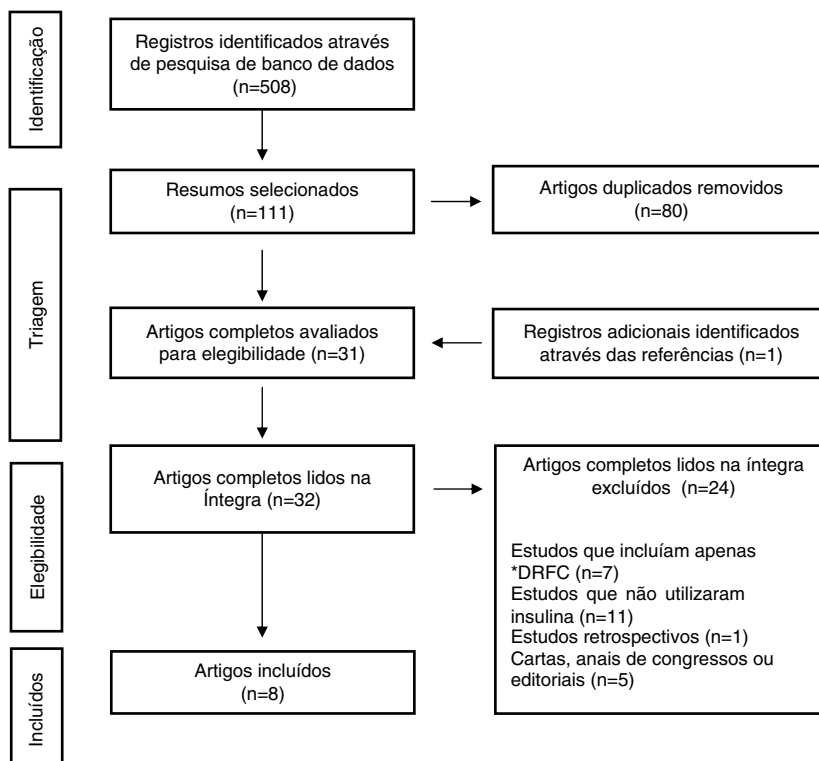 Identificação
Registros identificados através
de pesquisa de banco de dados
(n=508)
Triagem
Resumos selecionados
(n=111)
Artigos duplicados removidos
(n=80)
Artigos completos avaliados
para elegibilidade (n=31)
Registros adicionais identificados
através das referências (n=1)
Elegibilidade
Artigos completos lidos na
Íntegra (n=32)
Artigos completos lidos na íntegra
excluídos (n=24)
Estudos que incluíam apenas
*DRFC (n=7)
Estudos que não utilizaram
insulina (n=11)
Estudos retrospectivos (n=1)
Cartas, anais de congressos ou
editoriais (n=5)
Incluídos
Artigos incluídos
(n=8)